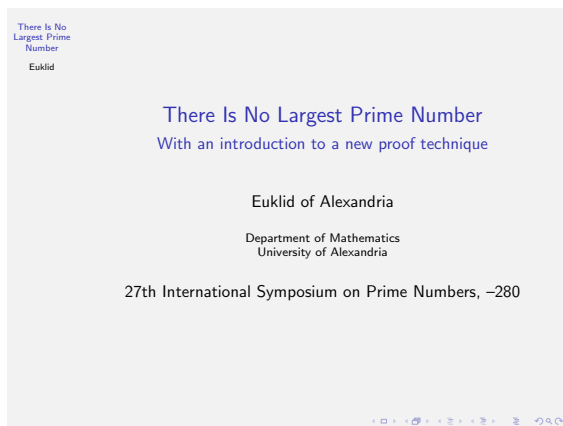 There Is No
Largest Prime
Number
Euklid
There Is No Largest Prime Number
With an introduction to a new proof technique
Euklid of Alexandria
Department of Mathematics
University of Alexandria
27th International Symposium on Prime Numbers, –280